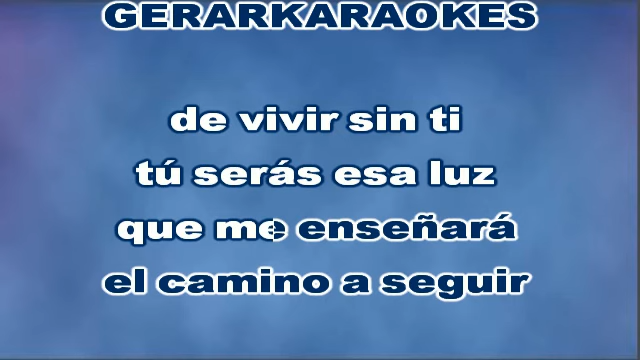 GERARKARAOKES
de vivir sin ti
tú serás esa luz
que me enseñará
el camino a seguir